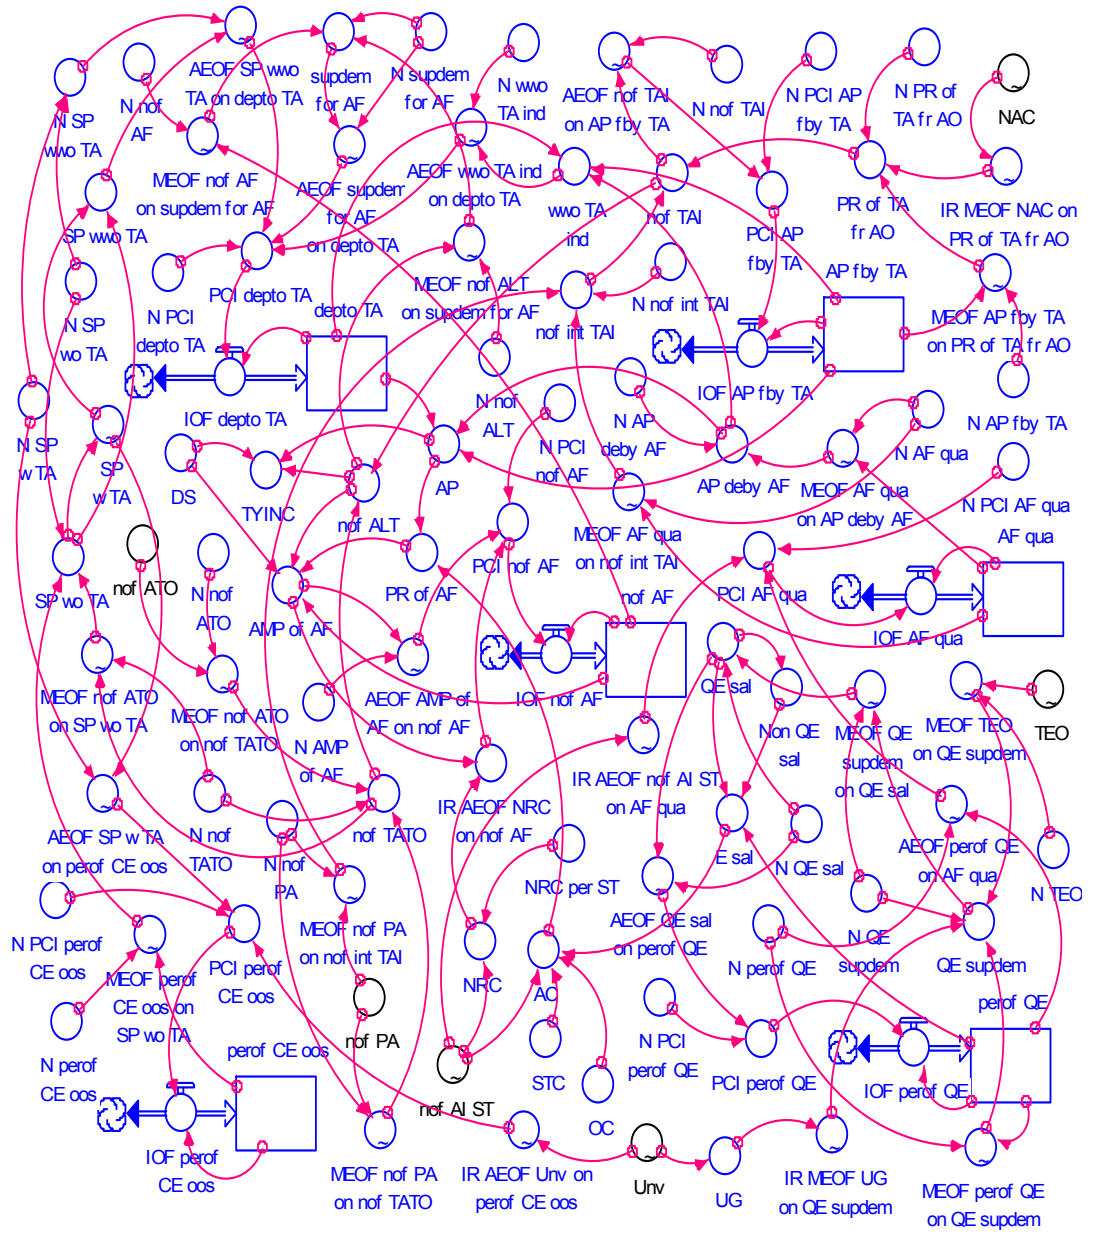 N SP
wwo TA
N nof
AF
AEOF SP wwo
TA on depto TA
supdem
for AF
N supdem
for AF
N wwo
TA ind
AEOF nof TAI
on AP fby TA
N nof TAI
N PCI AP
fby TA
N PR of
TA fr AO
NAC
MEOF nof AF
on supdem for AF
AEOF supdem
for AF
on depto TA
AEOF wwo TA ind
on depto TA
wwo TA
ind
nof TAI
PCI AP
fby TA
PR of TA
fr AO
IR MEOF NAC on
PR of TA fr AO
SP wwo TA
N SP
wo TA
N PCI
depto TA
PCI depto TA
depto TA
MEOF nof ALT
on supdem for AF
nof int TAI
N nof int TAI
AP fby TA
MEOF AP fby TA
on PR of TA fr AO
IOF depto TA
N nof
ALT
N PCI
nof AF
N AP
deby AF
IOF AP fby TA
N AP fby TA
N SP
w TA
SP
w TA
DS
TYINC
nof ALT
AP
AP deby AF
MEOF AF qua
on AP deby AF
N AF qua
N PCI AF qua
AF qua
MEOF AF qua
on nof int TAI
SP wo TA
nof ATO
N nof
ATO
AMP of AF
PR of AF
PCI nof AF
nof AF
PCI AF qua
IOF AF qua
MEOF nof ATO
on SP wo TA
MEOF nof ATO
on nof TATO
N AMP
of AF
AEOF AMP of
AF on nof AF
IOF nof AF
QE sal
Non QE
sal
MEOF QE
supdem
on QE sal
MEOF TEO
on QE supdem
TEO
IR AEOF nof AI ST
on AF qua
AEOF SP w TA
on perof CE oos
N nof
TATO
N nof
PA
nof TATO
IR AEOF NRC
on nof AF
NRC per ST
E sal
N QE sal
AEOF perof QE
on AF qua
N TEO
N PCI perof
CE oos
MEOF perof
CE oos on
SP wo TA
PCI perof
CE oos
MEOF nof PA
on nof int TAI
NRC
AC
AEOF QE sal
on perof QE
N perof QE
N QE
supdem
QE supdem
N perof
CE oos
perof CE oos
nof PA
nof AI ST
STC
OC
N PCI
perof QE
PCI perof QE
IOF perof QE
perof QE
IOF perof
CE oos
MEOF nof PA
on nof TATO
IR AEOF Unv on
perof CE oos
Unv
UG
IR MEOF UG
on QE supdem
MEOF perof QE
on QE supdem